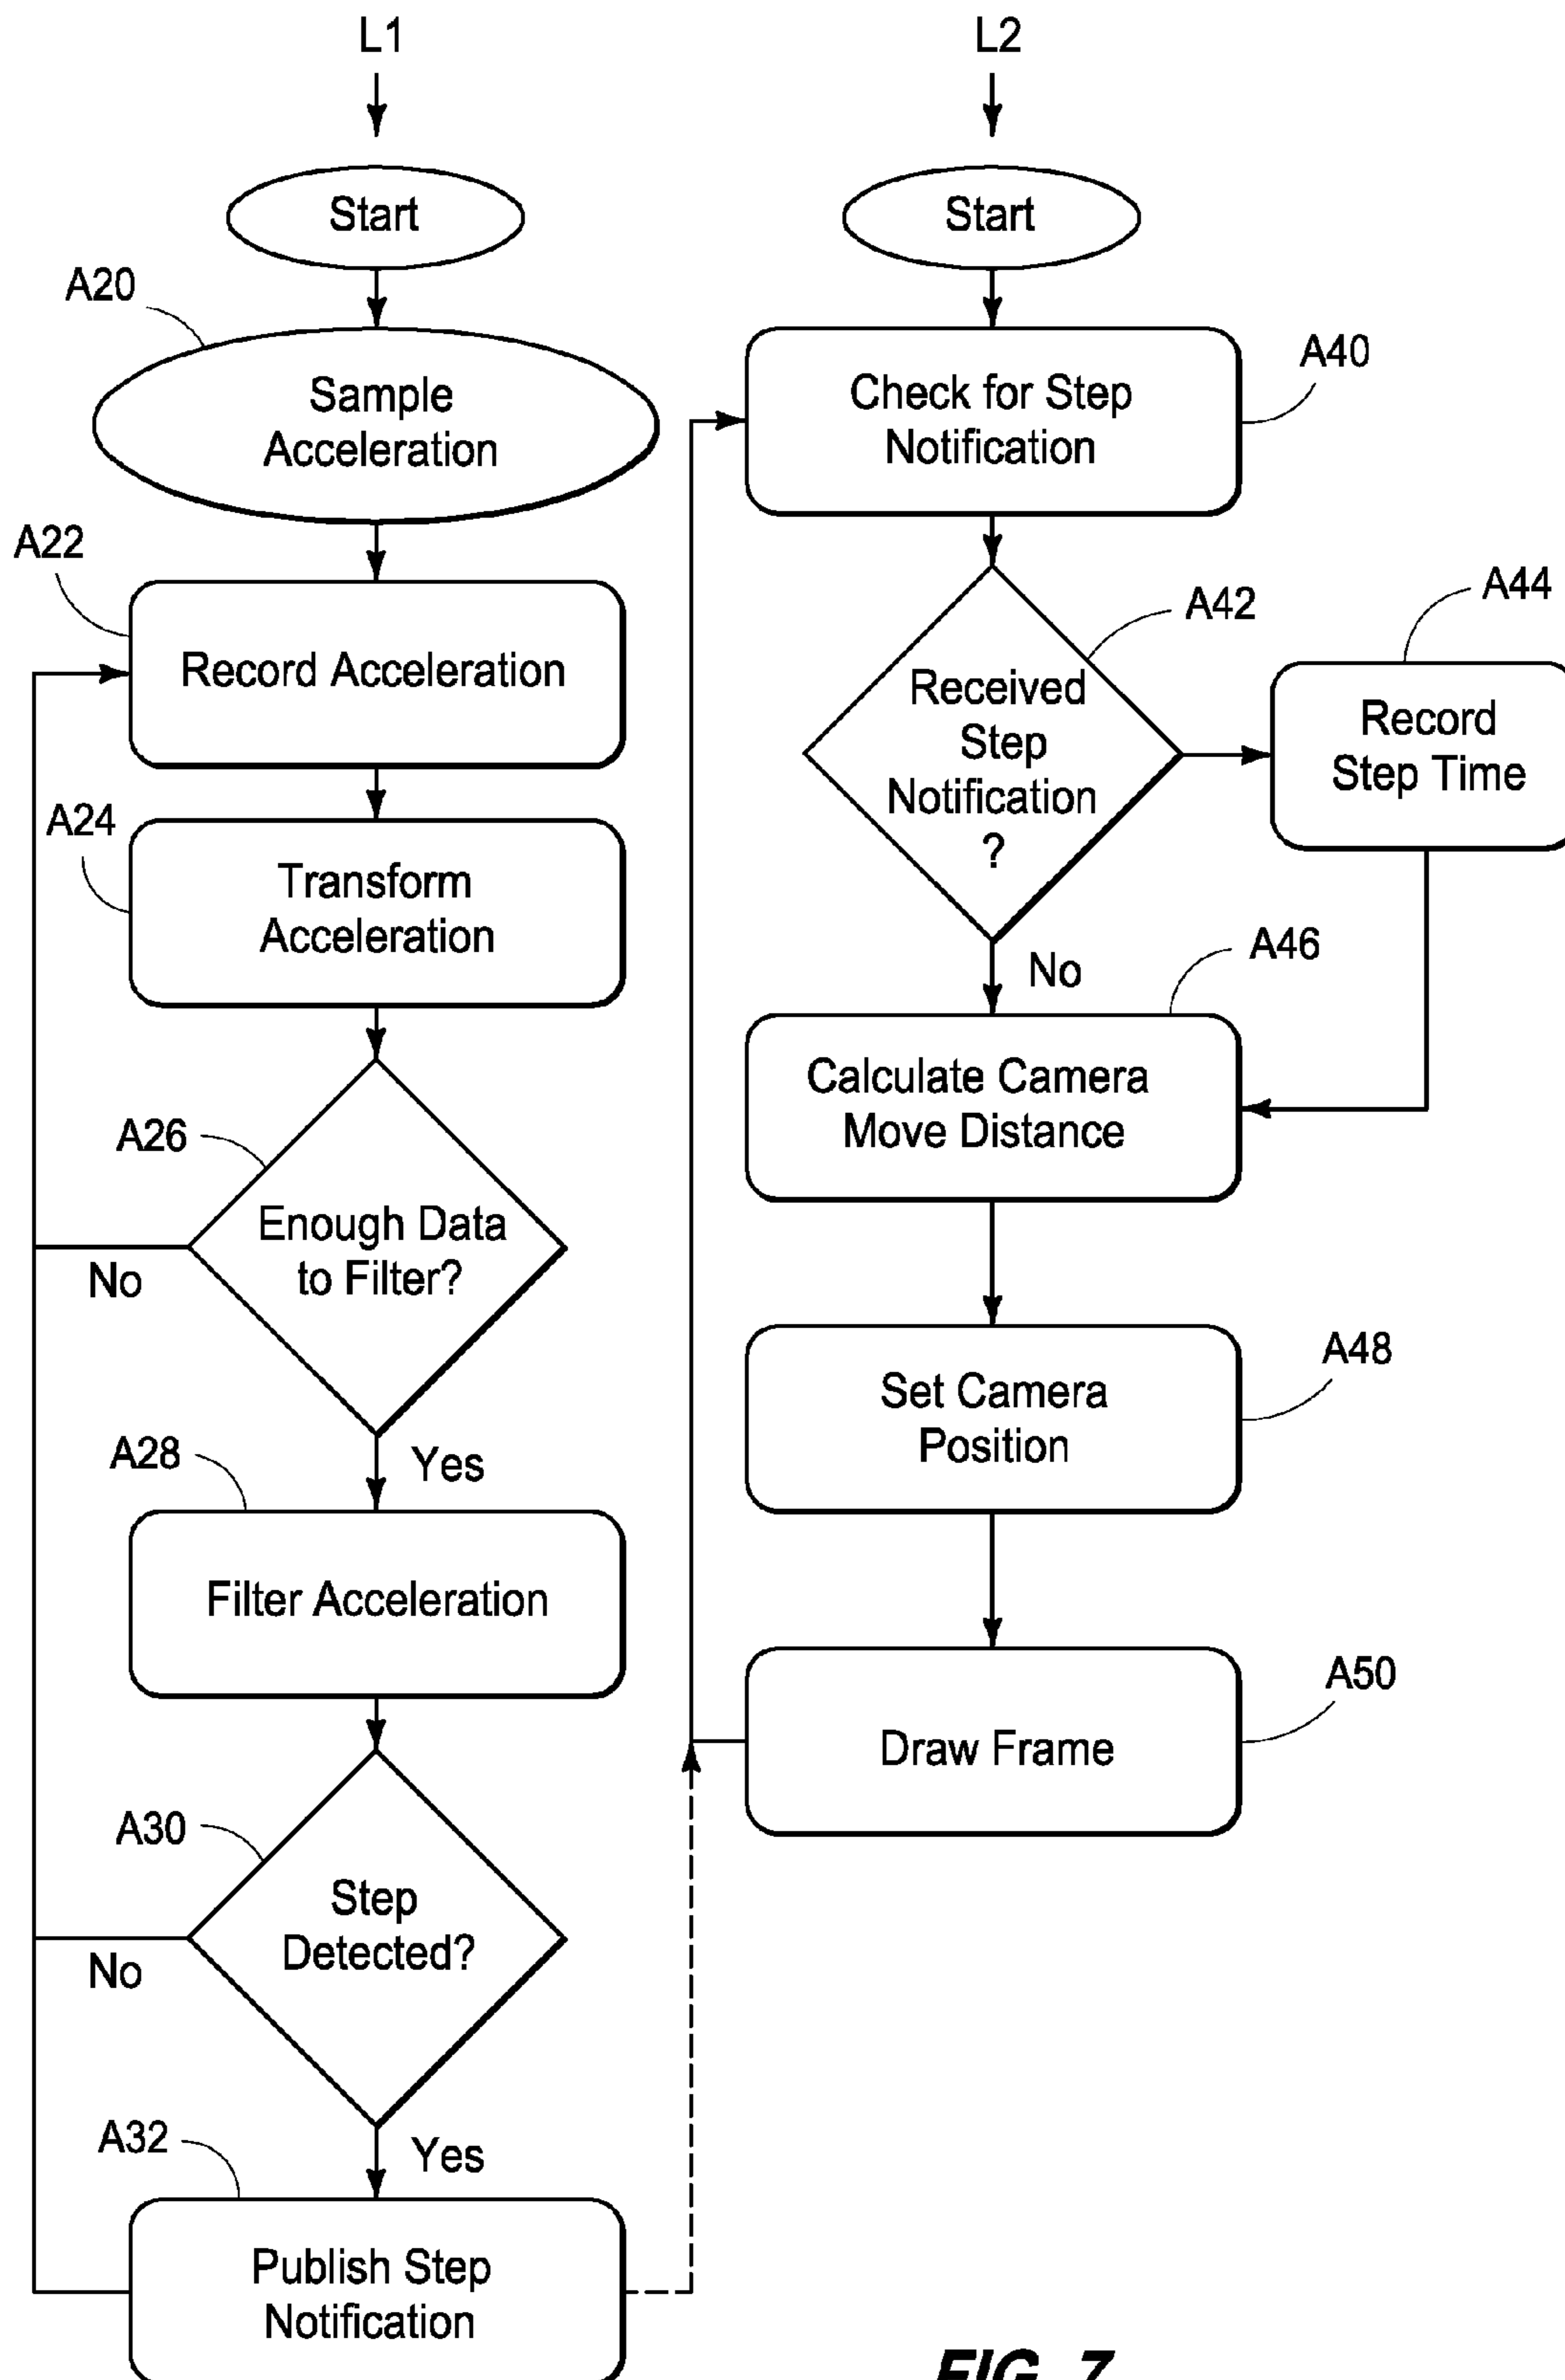 L1
Start
A20
Sample
Acceleration
A22
Record Acceleration
A24
Transform
Acceleration
A26
Enough Data
to Filter?
No
Yes
A28
Filter Acceleration
A30
Step
Detected?
No
Yes
A32
Publish Step
Notification
L2
Start
A40
Check for Step
Notification
A42
Received
Step
Notification
?
A44
Record
Step Time
No
A46
Calculate Camera
Move Distance
A48
Set Camera
Position
A50
Draw Frame
FIG. 7